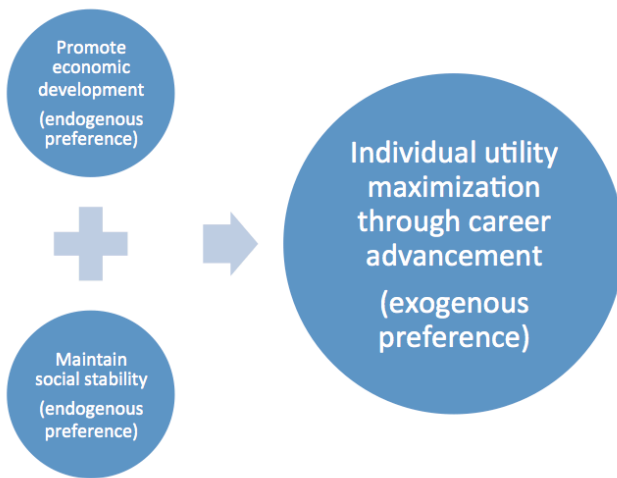 Promote
economic
development
(endogenous
preference)
Maintain
social stability
(endogenous
preference)
Individual utility
maximization
through career
advancement
(exogenous
preference)